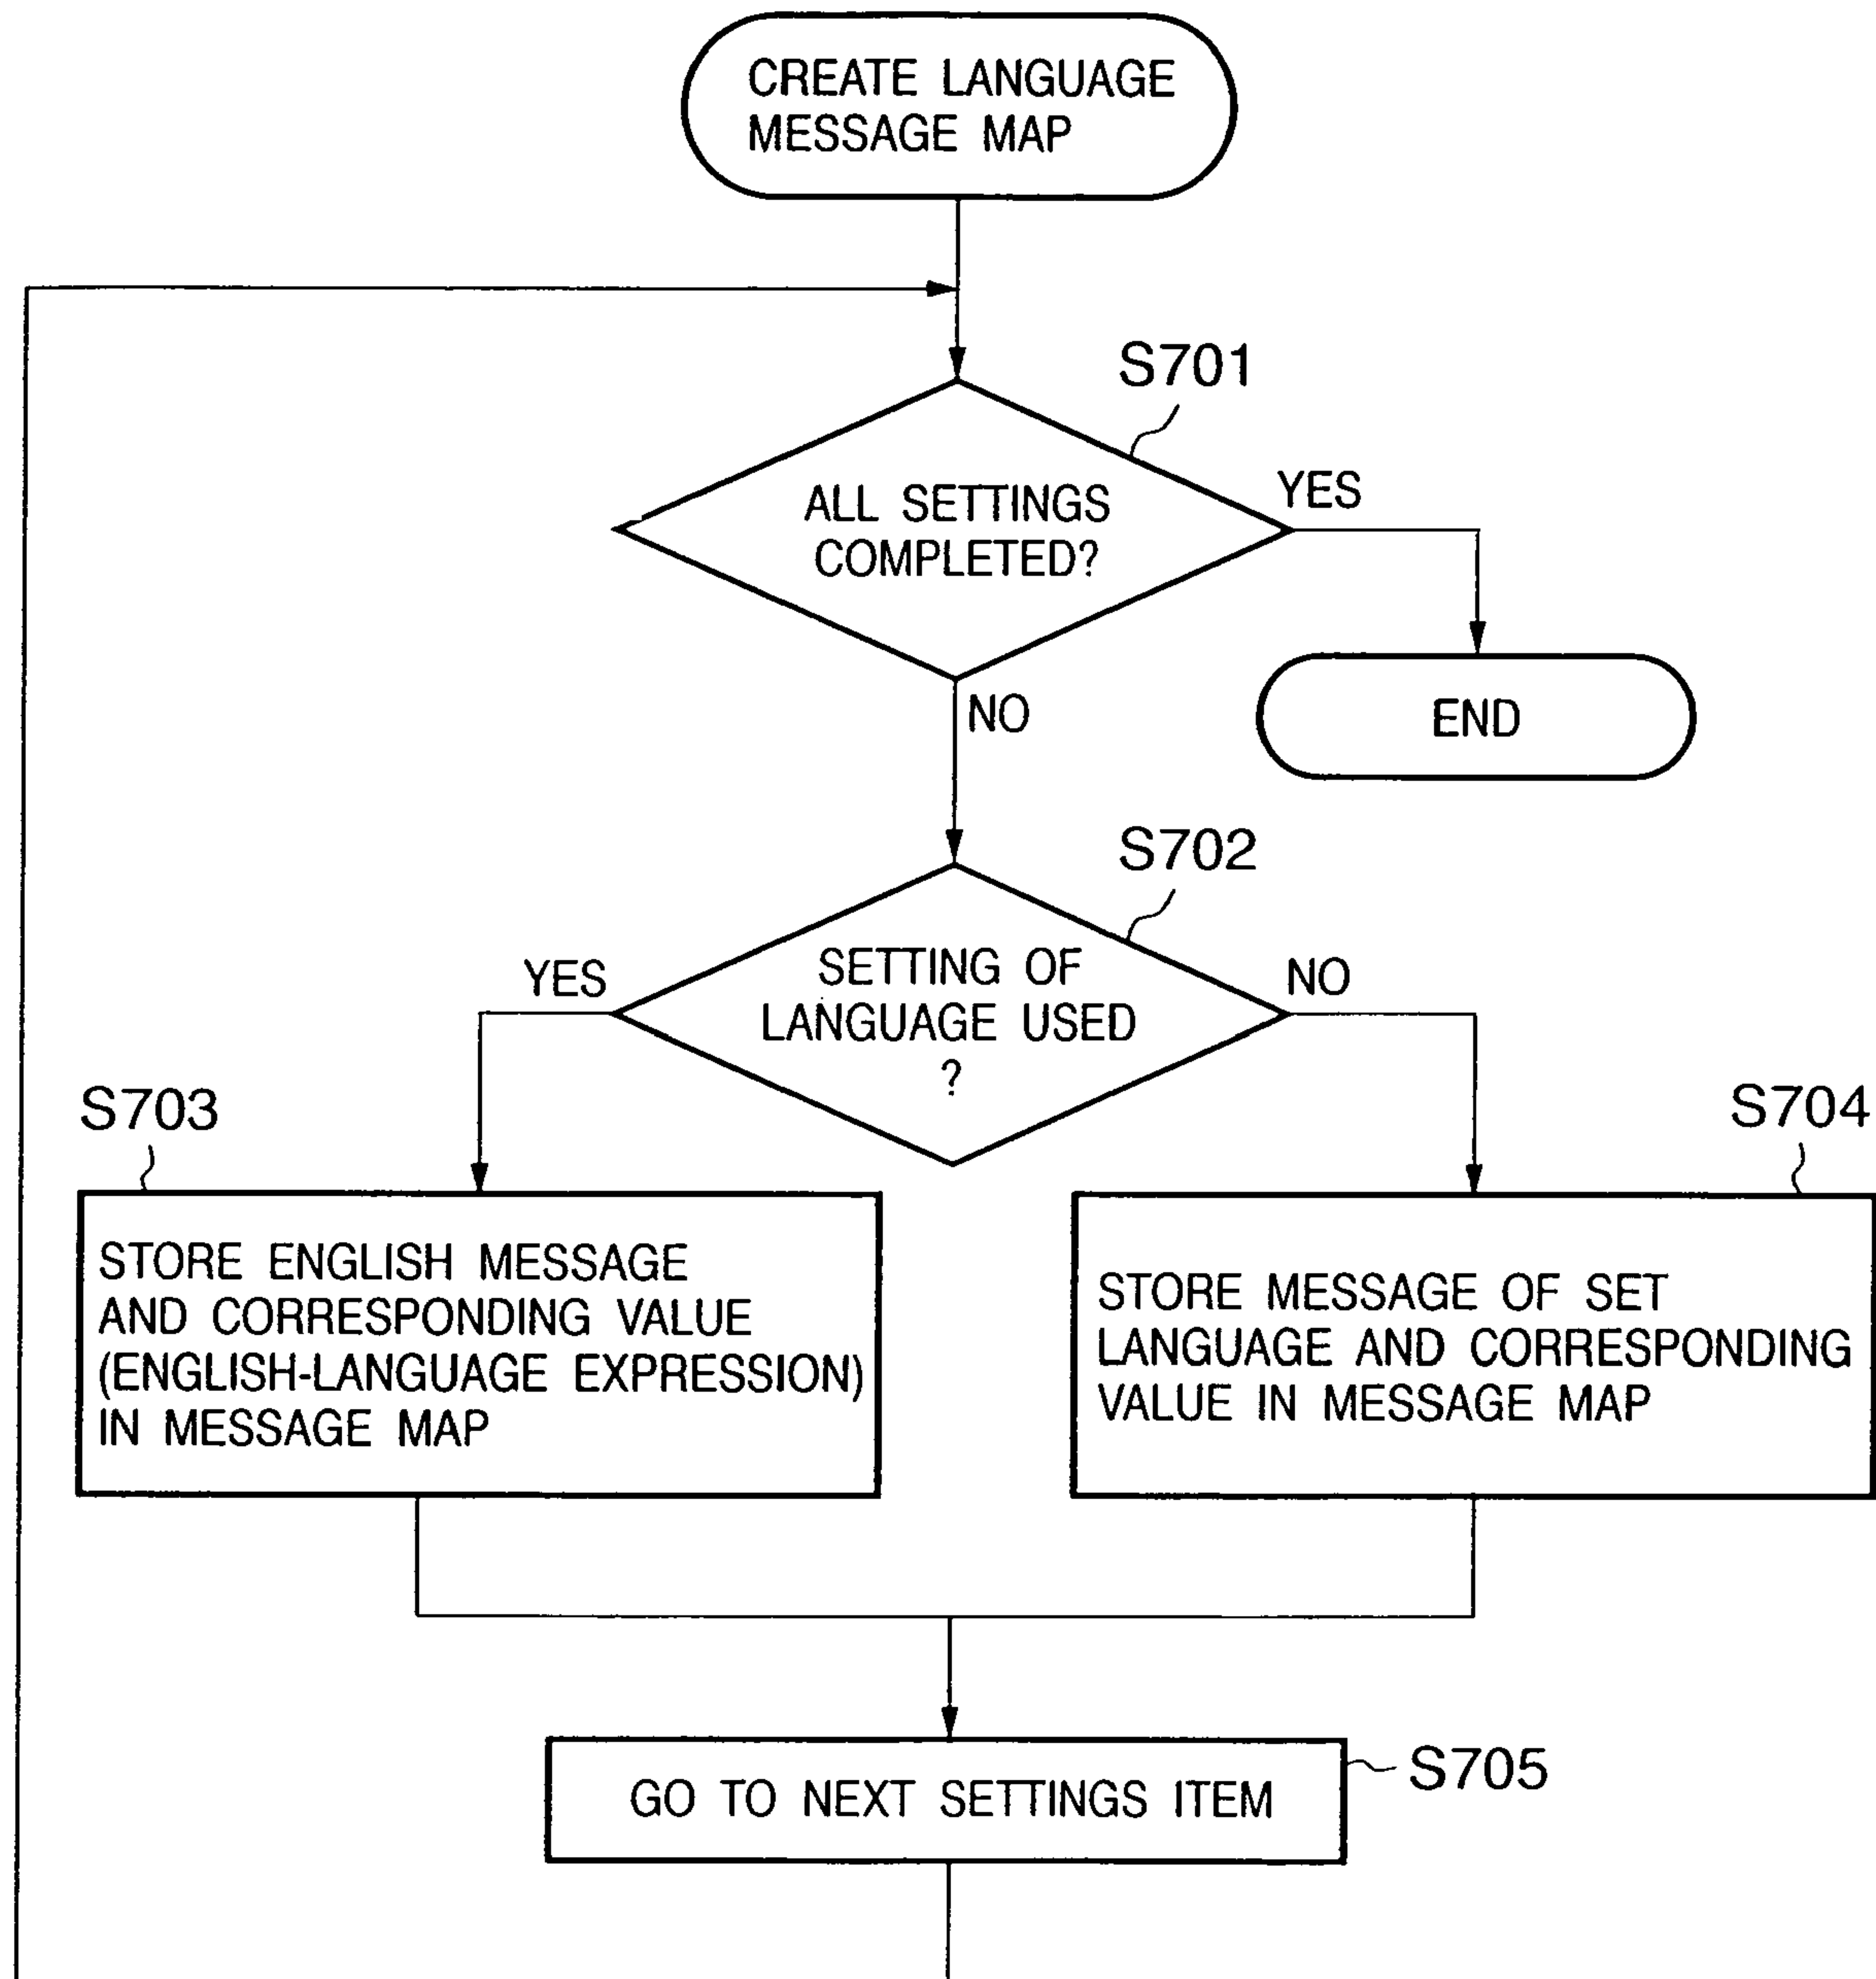 CREATE LANGUAGE
MESSAGE MAP
S701
ALL SETTINGS
COMPLETED?
YES
END
NO
S702
SETTING OF
LANGUAGE USED
?
YES
NO
S703
S704
STORE ENGLISH MESSAGE
AND CORRESPONDING VALUE
(ENGLISH-LANGUAGE EXPRESSION)
IN MESSAGE MAP
STORE MESSAGE OF SET
LANGUAGE AND CORRESPONDING
VALUE IN MESSAGE MAP
GO TO NEXT SETTINGS ITEM
S705